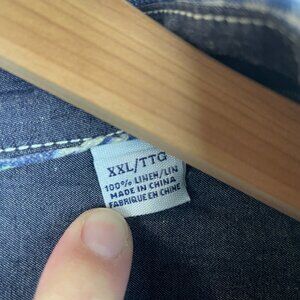 XXL/TTG
100% LINEN/LIN
MADE IN CHINA
FABRIQUE EN CHINE